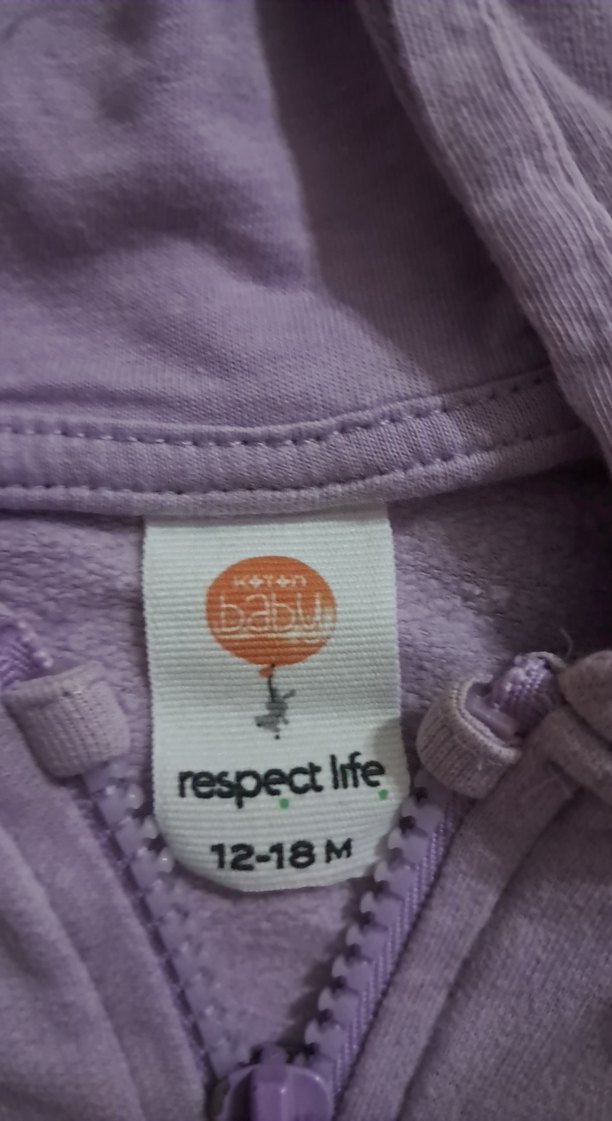 KOTON
baby
respect life
12-18 M